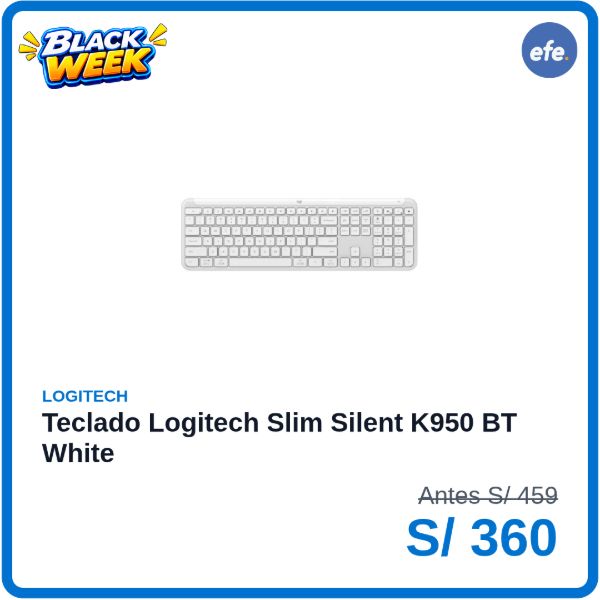 BLACK
WEEK
efe.
LOGITECH
Teclado Logitech Slim Silent K950 BT
White
Antes S/ 459
S/ 360